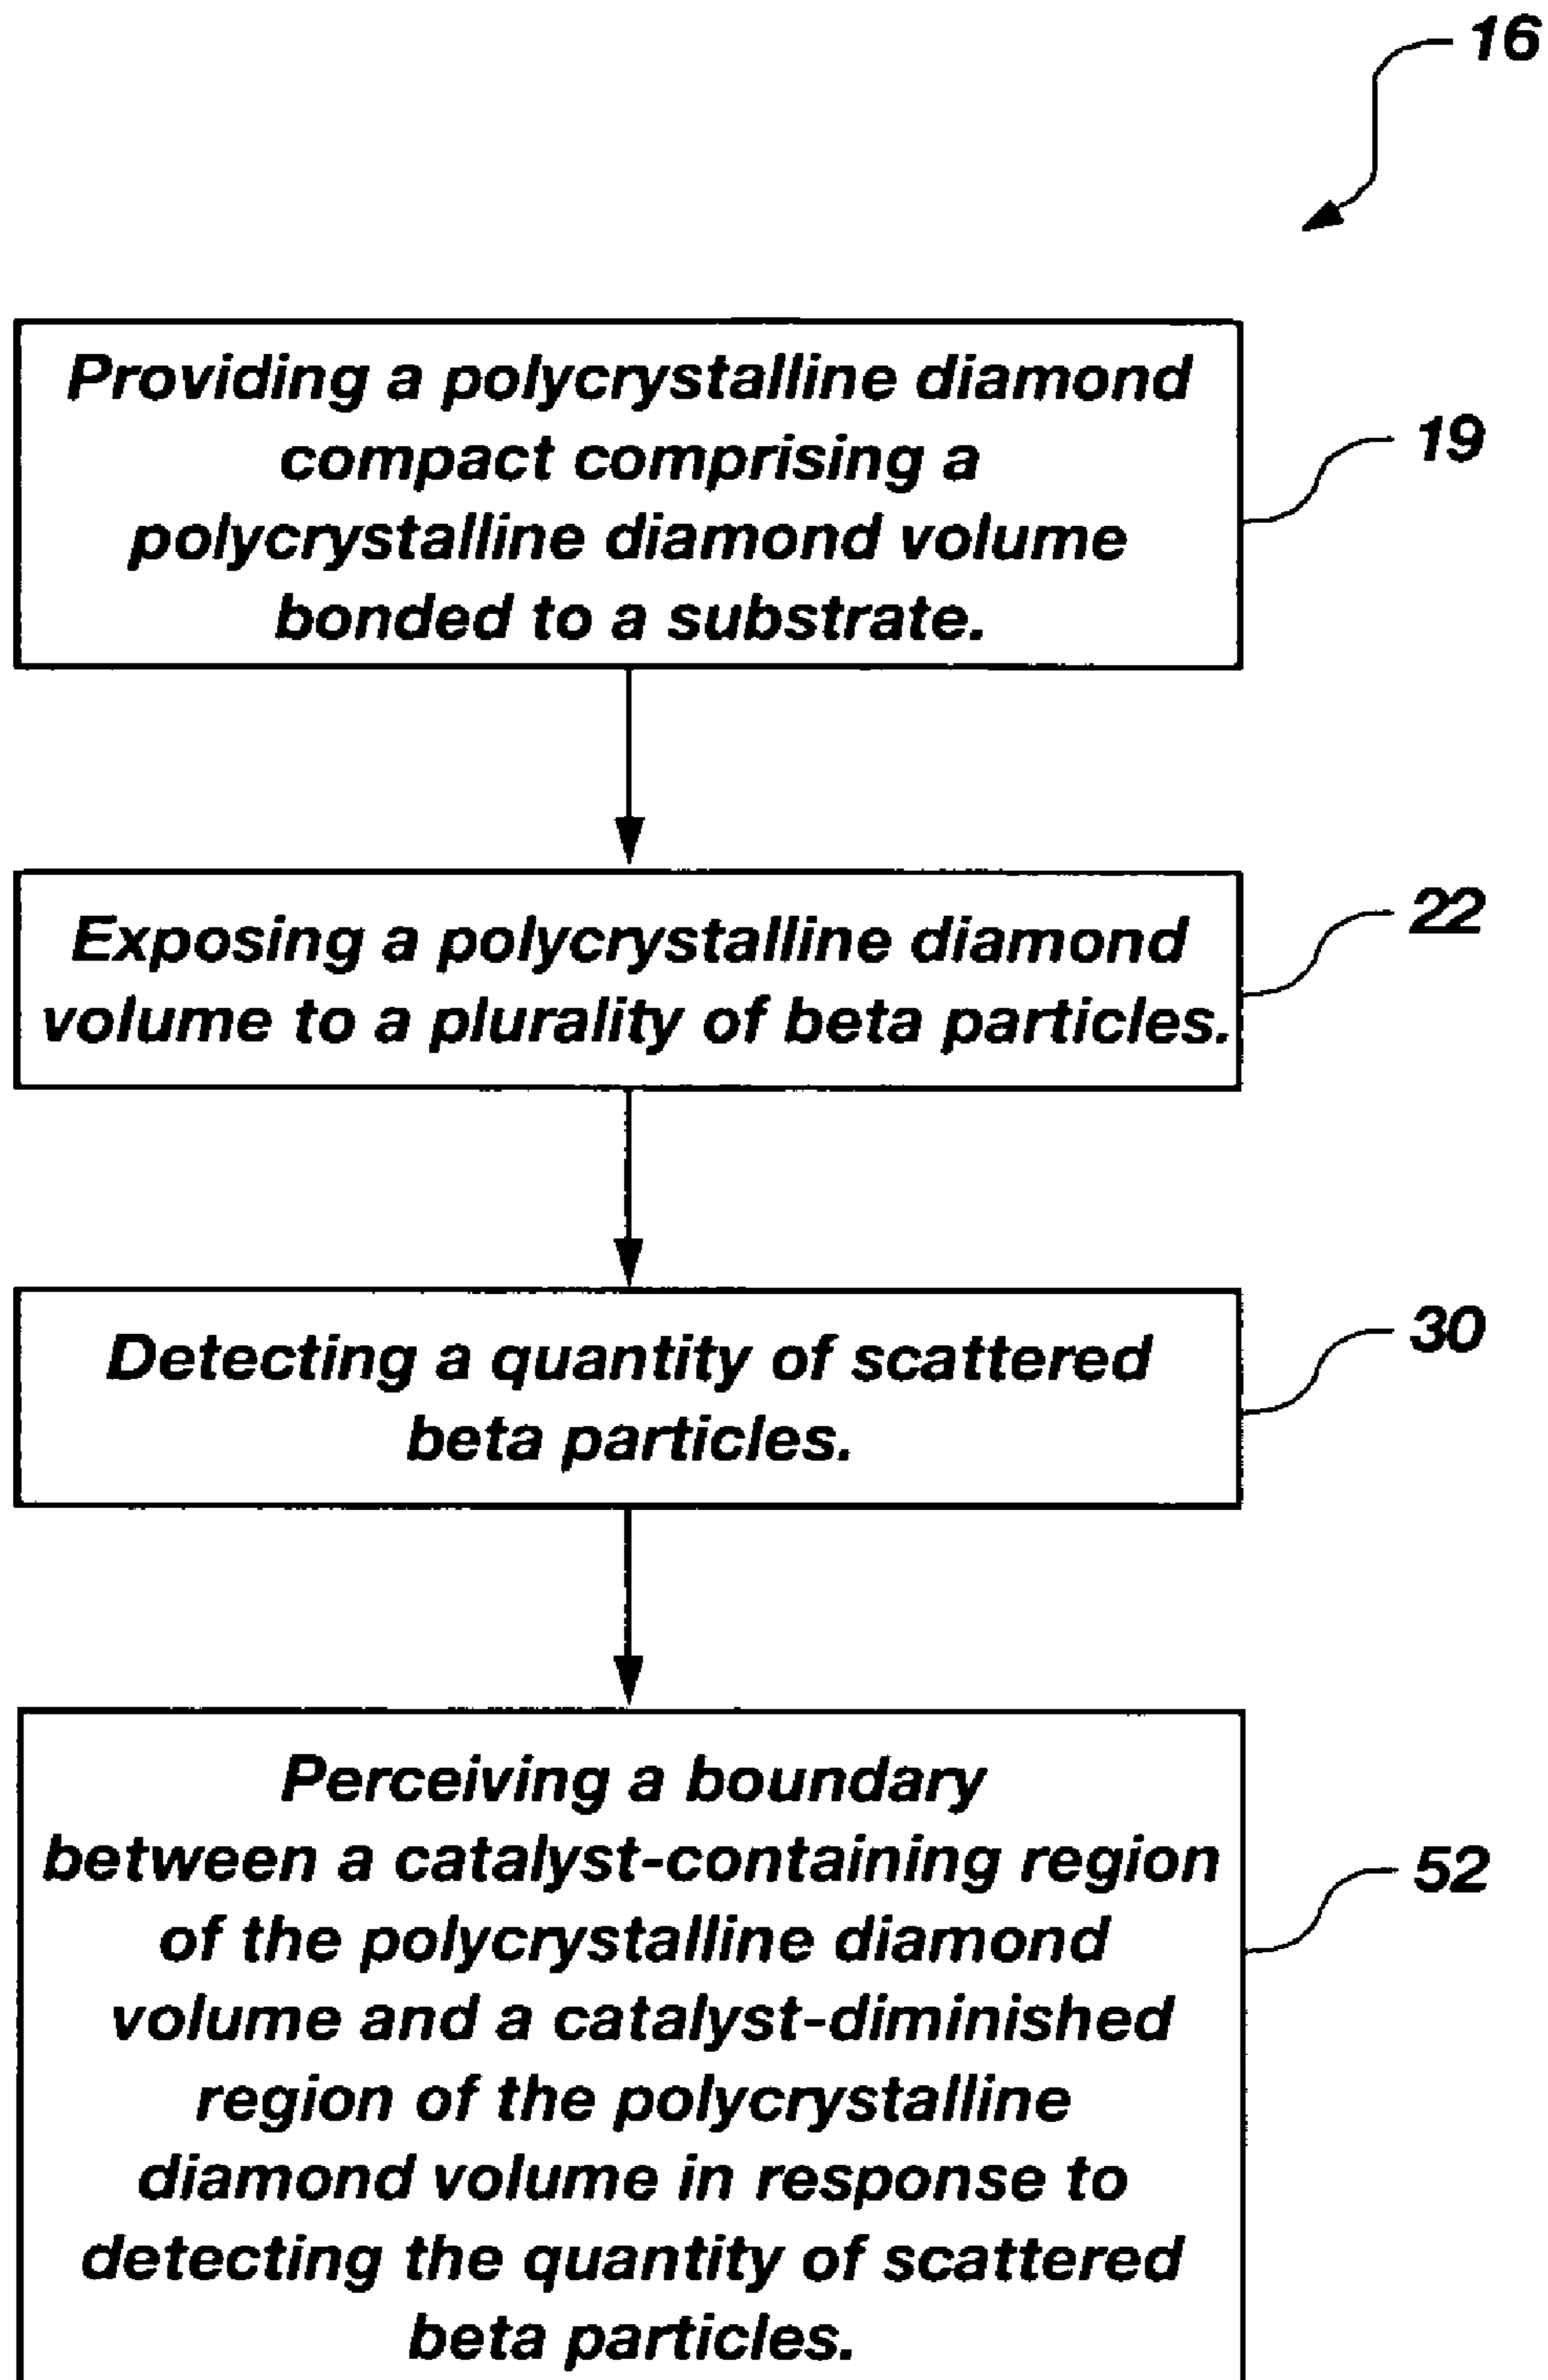 16
Providing a polycrystalline diamond
compact comprising a
polycrystalline diamond volume
bonded to a substrate.
19
Exposing a polycrystalline diamond
volume to a plurality of beta particles.
22
Detecting a quantity of scattered
beta particles.
30
Perceiving a boundary
between a catalyst-containing region
of the polycrystalline diamond
volume and a catalyst-diminished
region of the polycrystalline
diamond volume in response to
detecting the quantity of scattered
beta particles.
52